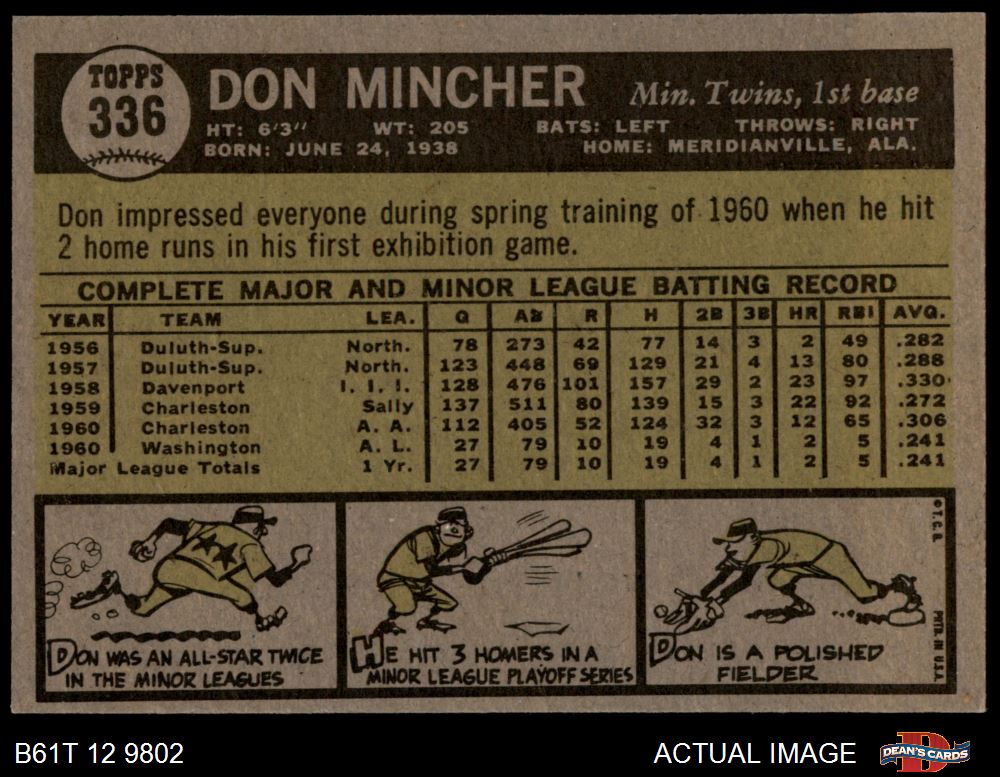 TOPPS
336
DON MINCHER
Min. Twins, 1st base
HT: 6'3" WT: 205 BATS: LEFT THROWS: RIGHT
BORN: JUNE 24, 1938 HOME: MERIDIANVILLE, ALA.
Don impressed everyone during spring training of 1960 when he hit
2 home runs in his first exhibition game.
COMPLETE MAJOR AND MINOR LEAGUE BATTING RECORD
YEAR TEAM LEA. G AB R H 2B 3B HR RBI AVG.
1956 Duluth-Sup. North. 78 273 42 77 14 3 2 49 .282
1957 Duluth-Sup. North. 123 448 69 129 21 4 13 80 .288
1958 Davenport I. I. I. 128 476 101 157 29 2 23 97 .330
1959 Charleston Sally 137 511 80 139 15 3 22 92 .272
1960 Charleston A. A. 112 405 52 124 32 3 12 65 .306
1960 Washington A. L. 27 79 10 19 4 1 2 5 .241
Major League Totals 1 Yr. 27 79 10 19 4 1 2 5 .241
DON WAS AN ALL-STAR TWICE
IN THE MINOR LEAGUES
HE HIT 3 HOMERS IN A
MINOR LEAGUE PLAYOFF SERIES
DON IS A POLISHED
FIELDER
© T. C. G.
PRTD. IN U.S.A.
B61T 12 9802
ACTUAL IMAGE
DEAN'S CARDS